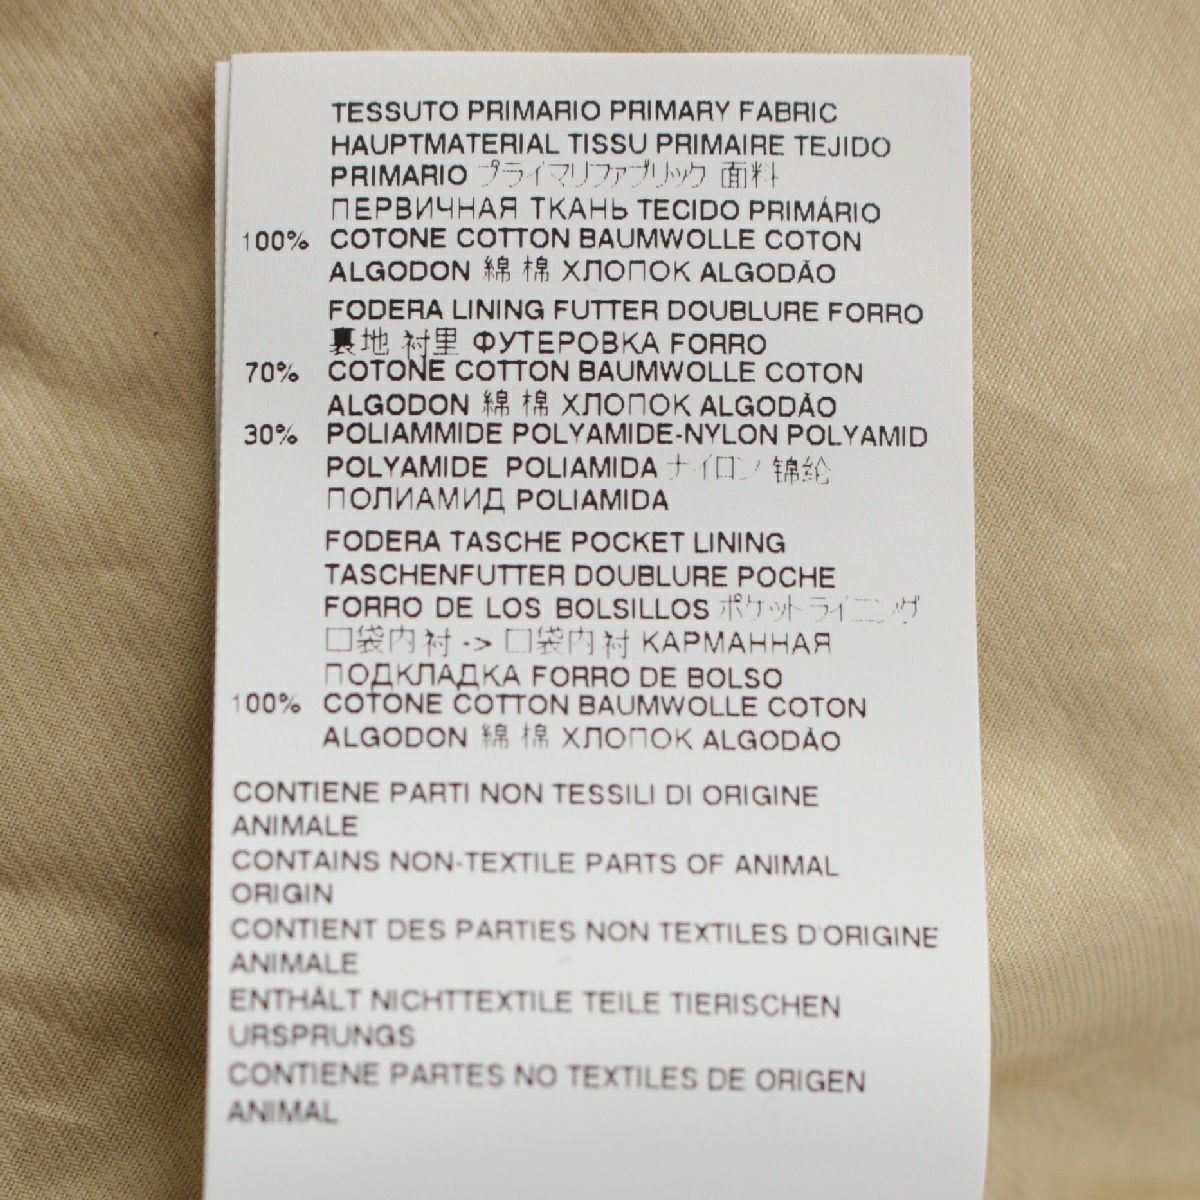 TESSUTO PRIMARIO PRIMARY FABRIC
HAUPTMATERIAL TISSU PRIMAIRE TEJIDO
PRIMARIO プライマリファブリック 面料
ПЕРВИЧНАЯ ТКАНЬ TECIDO PRIMÁRIO
100% COTONE COTTON BAUMWOLLE COTON
ALGODON 綿 棉 ХЛОПОК ALGODÃO
FODERA LINING FUTTER DOUBLURE FORRO
裏地 衬里 ФУТЕРОВКА FORRO
70% COTONE COTTON BAUMWOLLE COTON
ALGODON 綿 棉 ХЛОПОК ALGODÃO
30% POLIAMMIDE POLYAMIDE-NYLON POLYAMID
POLYAMIDE POLIAMIDA ナイロン 锦纶
ПОЛИАМИД POLIAMIDA
FODERA TASCHE POCKET LINING
TASCHENFUTTER DOUBLURE POCHE
FORRO DE LOS BOLSILLOS ポケットライニング
口袋内衬 -> 口袋内衬 КАРМАННАЯ
ПОДКЛАДКА FORRO DE BOLSO
100% COTONE COTTON BAUMWOLLE COTON
ALGODON 綿 棉 ХЛОПОК ALGODÃO
CONTIENE PARTI NON TESSILI DI ORIGINE
ANIMALE
CONTAINS NON-TEXTILE PARTS OF ANIMAL
ORIGIN
CONTIENT DES PARTIES NON TEXTILES D'ORIGINE
ANIMALE
ENTHÄLT NICHTTEXTILE TEILE TIERISCHEN
URSPRUNGS
CONTIENE PARTES NO TEXTILES DE ORIGEN
ANIMAL